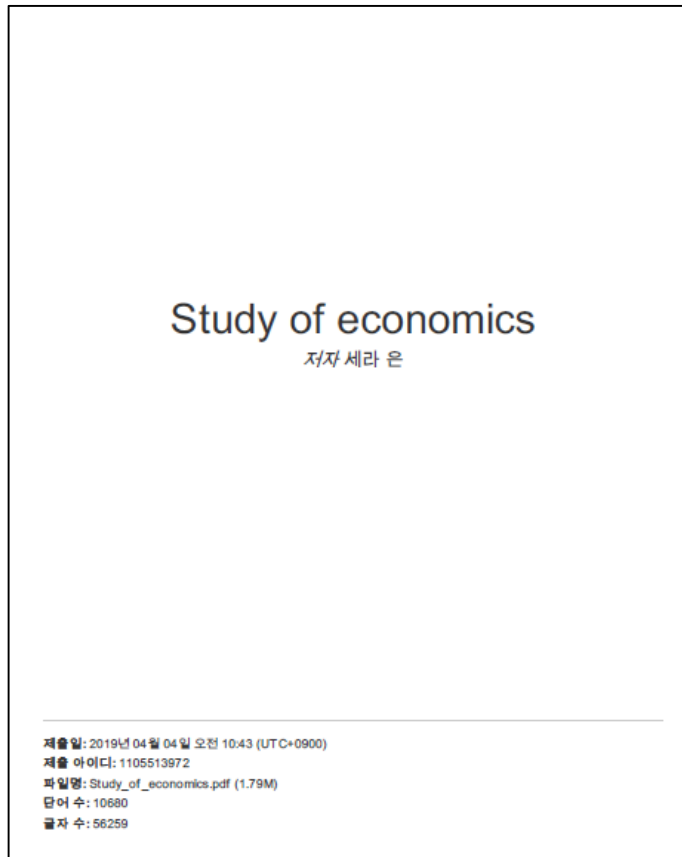 Study of economics
저자 세라 은
제출일: 2019년 04월 04일 오전 10:43 (UTC+0900)
제출 아이디: 1105513972
파일명: Study_of_economics.pdf (1.79M)
단어 수: 10680
글자 수: 56259